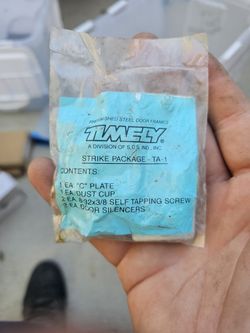 PREFINISHED STEEL DOOR FRAMES
TIMELY
A DIVISION of S.D.S. IND., INC.
STRIKE PACKAGE - TA-1
CONTENTS:
1 EA. "C" PLATE
1 EA. DUST CUP
2 EA. 8-32x3/8 SELF TAPPING SCREW
2 EA. DOOR SILENCERS